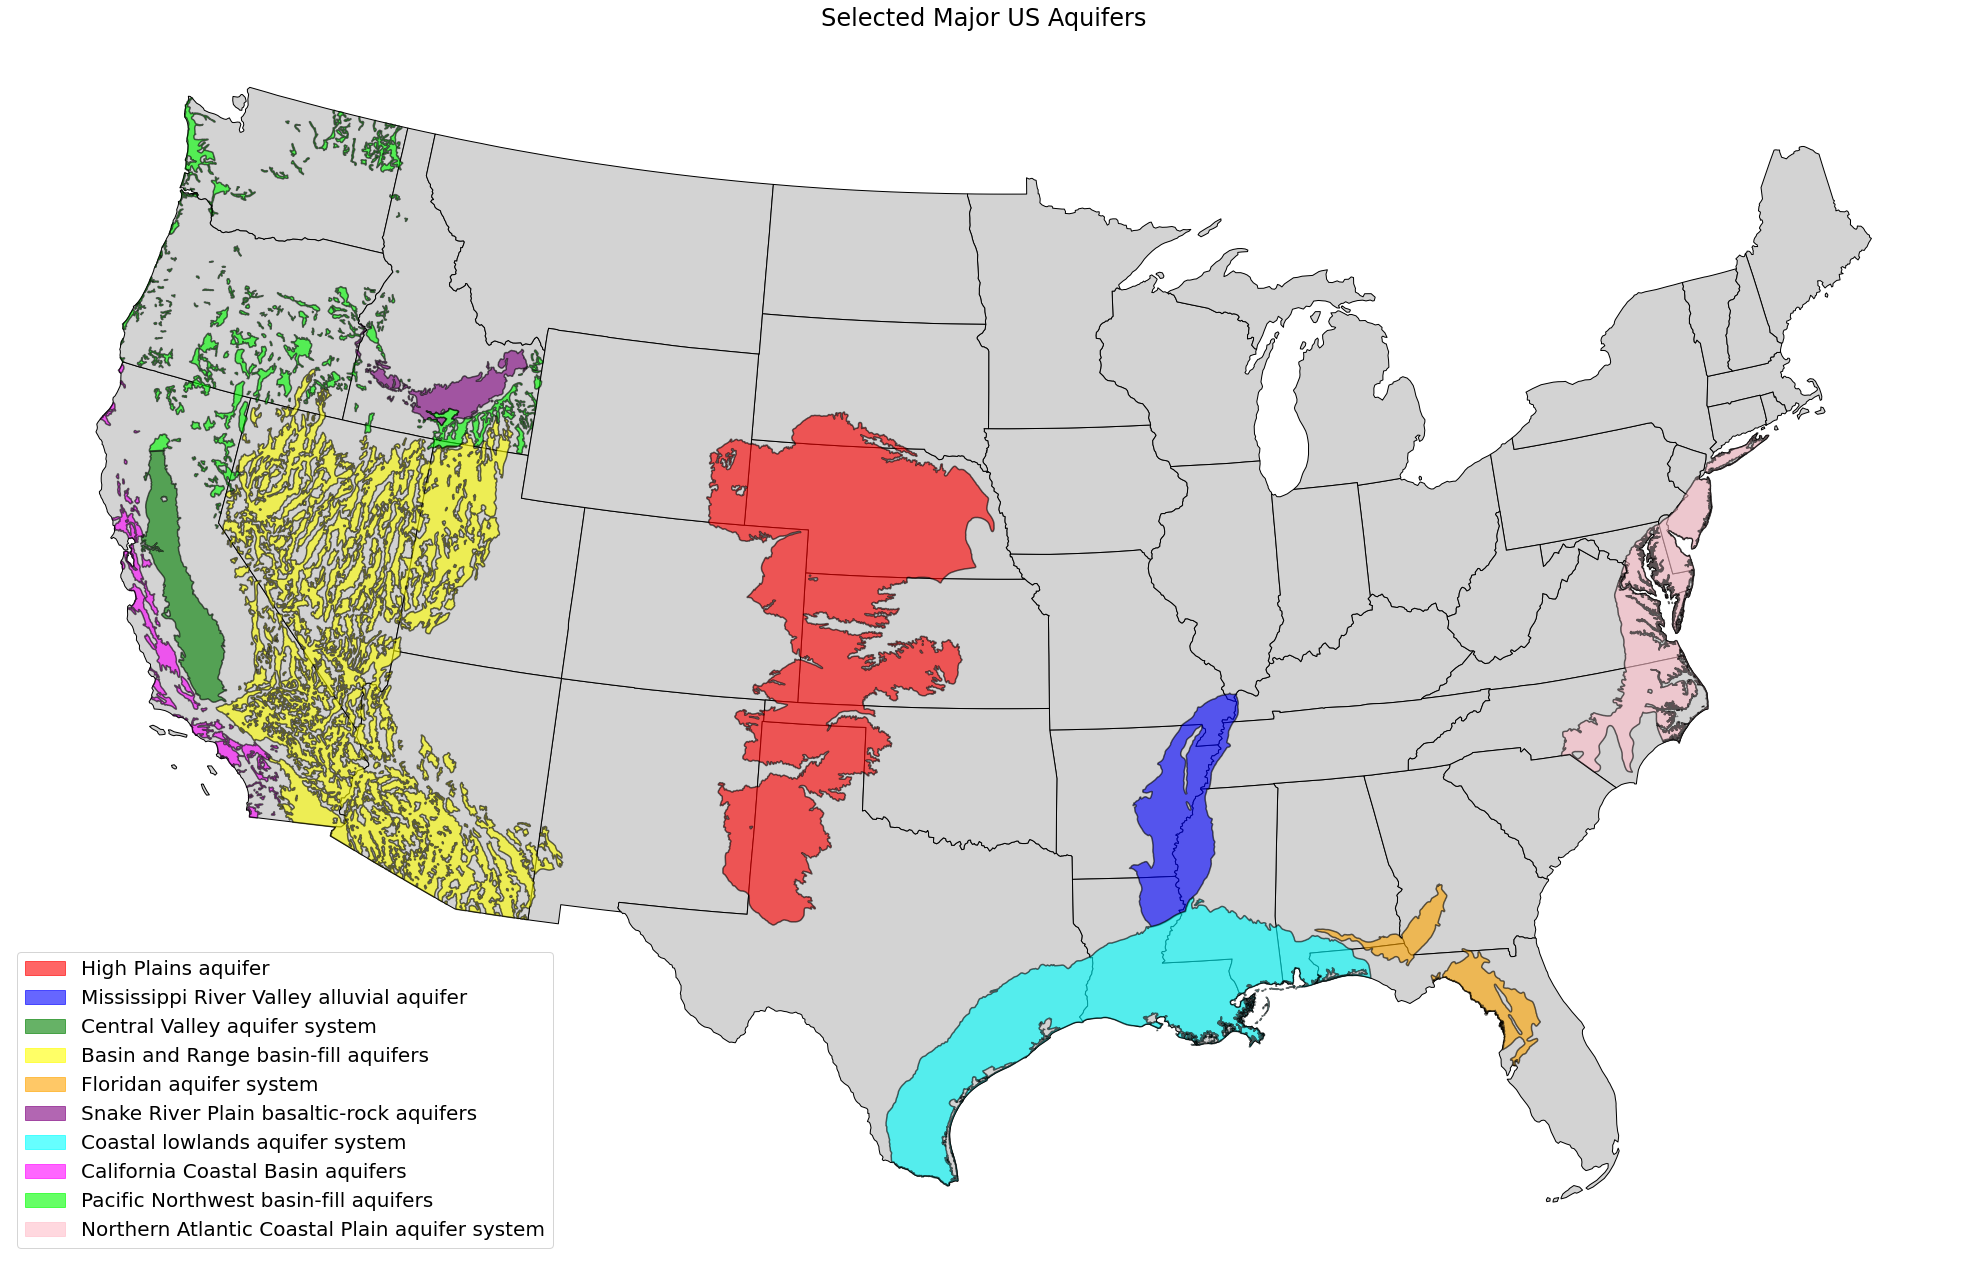 Selected Major US Aquifers
High Plains aquifer
Mississippi River Valley alluvial aquifer
Central Valley aquifer system
Basin and Range basin-fill aquifers
Floridan aquifer system
Snake River Plain basaltic-rock aquifers
Coastal lowlands aquifer system
California Coastal Basin aquifers
Pacific Northwest basin-fill aquifers
Northern Atlantic Coastal Plain aquifer system